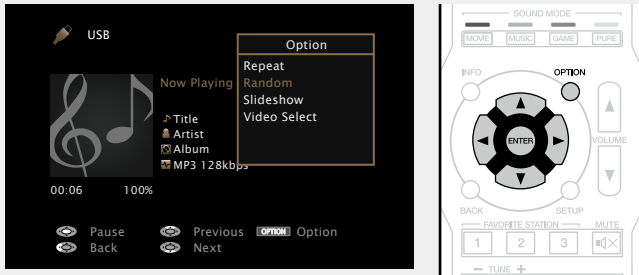 USB
Option
Repeat
Random
Slideshow
Video Select
Now Playing
Title
Artist
Album
MP3 128kbps
00:06 100%
Pause Previous OPTION Option
Back Next
SOUND MODE
MOVIE MUSIC GAME PURE
INFO OPTION
ENTER
VOLUME
BACK SETUP
FAVORITE STATION MUTE
1 2 3
− TUNE +